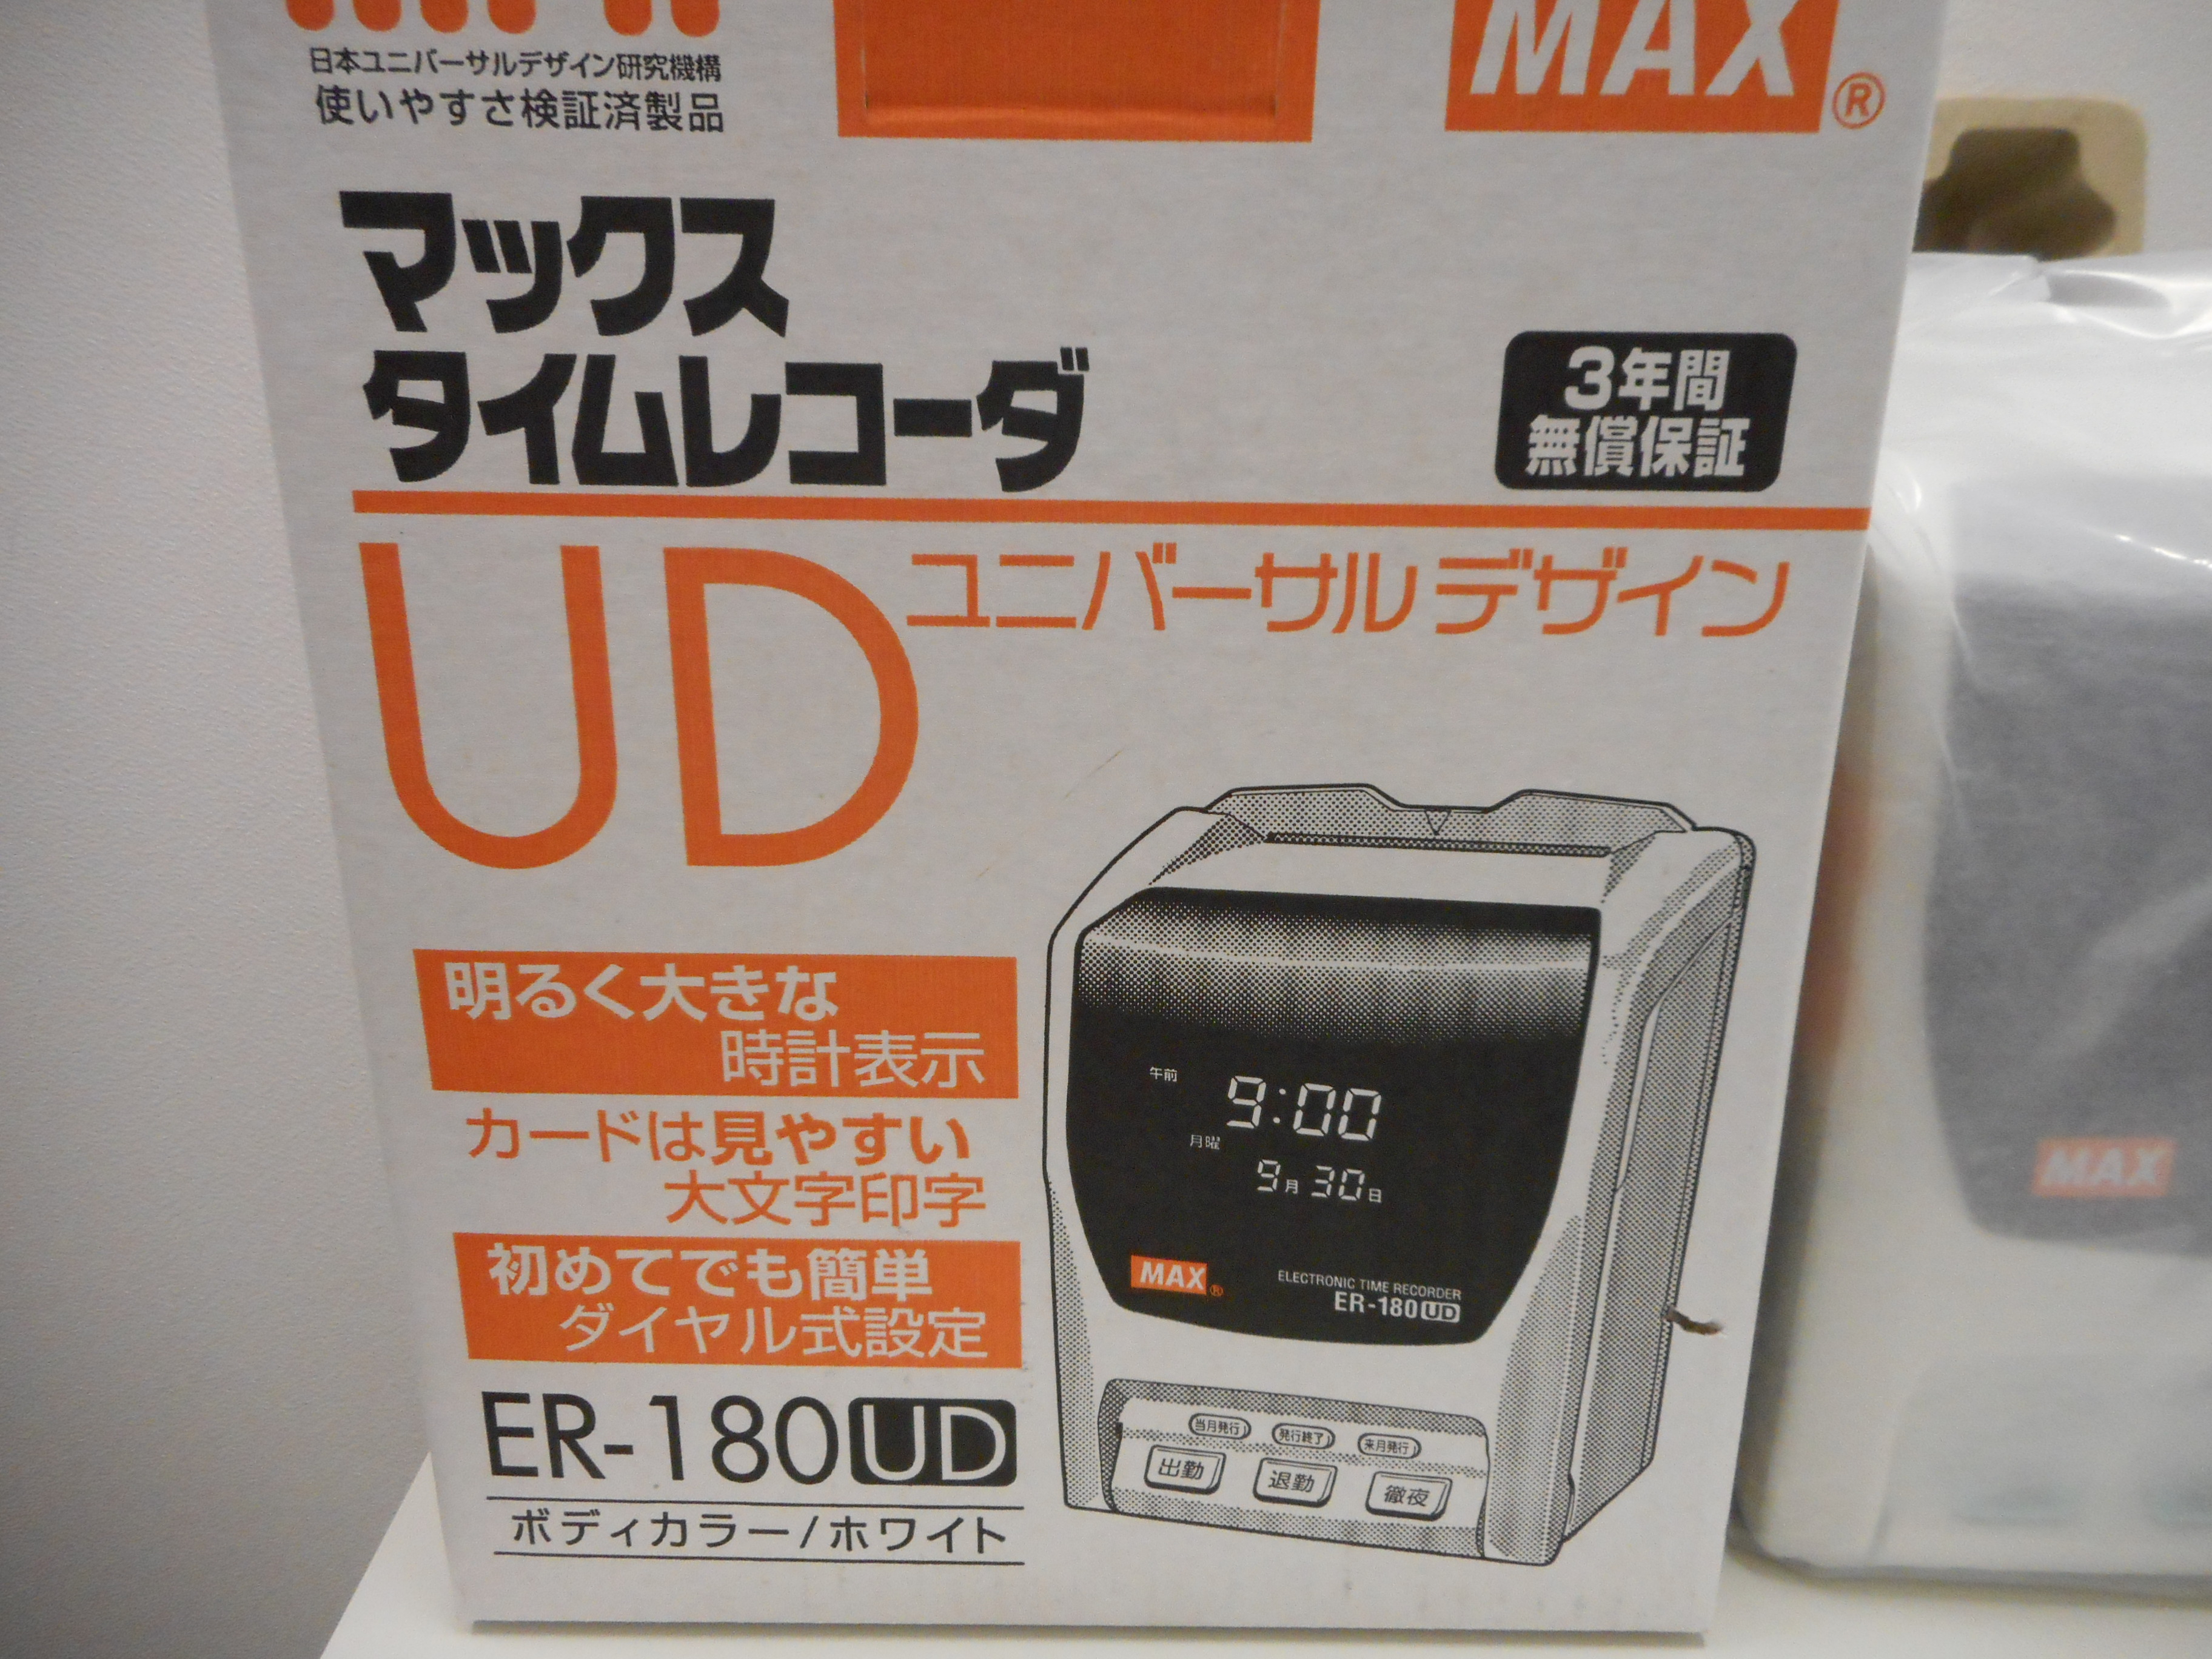 日本ユニバーサルデザイン研究機構
使いやすさ検証済製品
MAX®
マックス
タイムレコーダ
3年間
無償保証
UD ユニバーサルデザイン
明るく大きな
時計表示
カードは見やすい
大文字印字
初めてでも簡単
ダイヤル式設定
ER-180UD
ボディカラー/ホワイト
午前
9:00
月曜
9月30日
MAX®
ELECTRONIC TIME RECORDER
ER-180UD
当月発行 発行終了 来月発行
出勤 退勤 徹夜
MAX